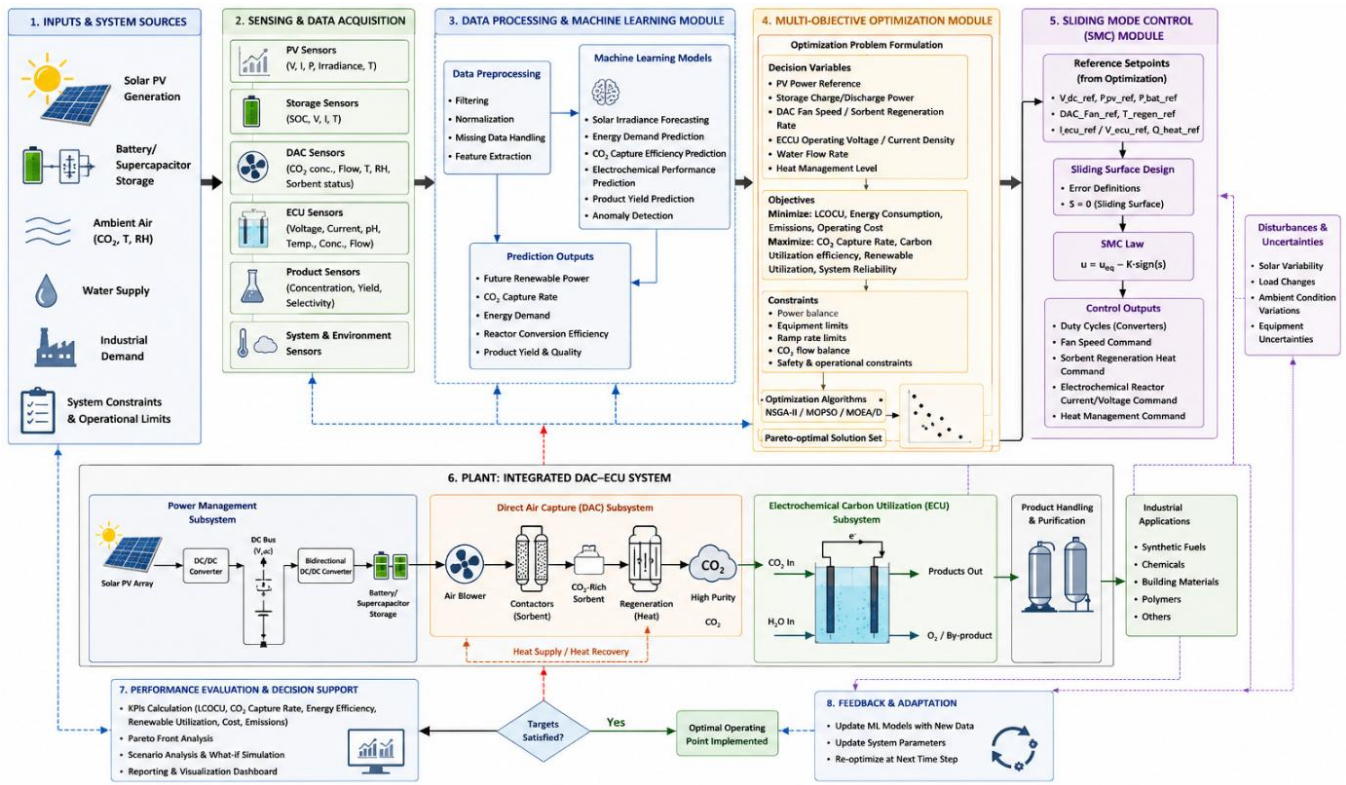 1. INPUTS & SYSTEM SOURCES
Solar PV
Generation
Battery/
Supercapacitor
Storage
Ambient Air
(CO₂, T, RH)
Water Supply
Industrial
Demand
System Constraints
& Operational Limits
2. SENSING & DATA ACQUISITION
PV Sensors
(V, I, P, Irradiance, T)
Storage Sensors
(SOC, V, I, T)
DAC Sensors
(CO₂ conc., Flow, T, RH,
Sorbent status)
ECU Sensors
(Voltage, Current, pH,
Temp., Conc., Flow)
Product Sensors
(Concentration, Yield,
Selectivity)
System & Environment
Sensors
3. DATA PROCESSING & MACHINE LEARNING MODULE
Data Preprocessing
• Filtering
• Normalization
• Missing Data Handling
• Feature Extraction
Machine Learning Models
• Solar Irradiance Forecasting
• Energy Demand Prediction
• CO₂ Capture Efficiency Prediction
• Electrochemical Performance
Prediction
• Product Yield Prediction
• Anomaly Detection
Prediction Outputs
• Future Renewable Power
• CO₂ Capture Rate
• Energy Demand
• Reactor Conversion Efficiency
• Product Yield & Quality
4. MULTI-OBJECTIVE OPTIMIZATION MODULE
Optimization Problem Formulation
Decision Variables
• PV Power Reference
• Storage Charge/Discharge Power
• DAC Fan Speed / Sorbent Regeneration
Rate
• ECCU Operating Voltage / Current Density
• Water Flow Rate
• Heat Management Level
Objectives
Minimize: LCOCU, Energy Consumption,
Emissions, Operating Cost
Maximize: CO₂ Capture Rate, Carbon
Utilization efficiency, Renewable
Utilization, System Reliability
Constraints
• Power balance
• Equipment limits
• Ramp rate limits
• CO₂ flow balance
• Safety & operational constraints
Optimization Algorithms
NSGA-II / MOPSO / MOEA/D
Pareto-optimal Solution Set
5. SLIDING MODE CONTROL
(SMC) MODULE
Reference Setpoints
(from Optimization)
• V_dc_ref, P_pv_ref, P_bat_ref
• DAC_Fan_ref, T_regen_ref
• I_ecu_ref / V_ecu_ref, Q_heat_ref
Sliding Surface Design
• Error Definitions
• S = 0 (Sliding Surface)
SMC Law
u = u_eq − K·sign(s)
Control Outputs
• Duty Cycles (Converters)
• Fan Speed Command
• Sorbent Regeneration Heat
Command
• Electrochemical Reactor
Current/Voltage Command
• Heat Management Command
Disturbances &
Uncertainties
• Solar Variability
• Load Changes
• Ambient Condition
Variations
• Equipment
Uncertainties
6. PLANT: INTEGRATED DAC–ECU SYSTEM
Power Management
Subsystem
Solar PV Array
DC/DC
Converter
DC Bus
Bidirectional
DC/DC Converter
Battery/
Supercapacitor
Storage
Direct Air Capture (DAC) Subsystem
Air Blower
Contactors
(Sorbent)
CO₂-Rich
Sorbent
Regeneration
(Heat)
CO₂
High Purity
CO₂
Heat Supply / Heat Recovery
Electrochemical Carbon Utilization (ECU)
Subsystem
CO₂ In
H₂O In
e⁻
Products Out
O₂ / By-product
Product Handling
& Purification
Industrial
Applications
• Synthetic Fuels
• Chemicals
• Building Materials
• Polymers
• Others
7. PERFORMANCE EVALUATION & DECISION SUPPORT
• KPIs Calculation (LCOCU, CO₂ Capture Rate, Energy Efficiency,
Renewable Utilization, Cost, Emissions)
• Pareto Front Analysis
• Scenario Analysis & What-if Simulation
• Reporting & Visualization Dashboard
Targets
Satisfied?
Yes
Optimal Operating
Point Implemented
8. FEEDBACK & ADAPTATION
• Update ML Models with New Data
• Update System Parameters
• Re-optimize at Next Time Step